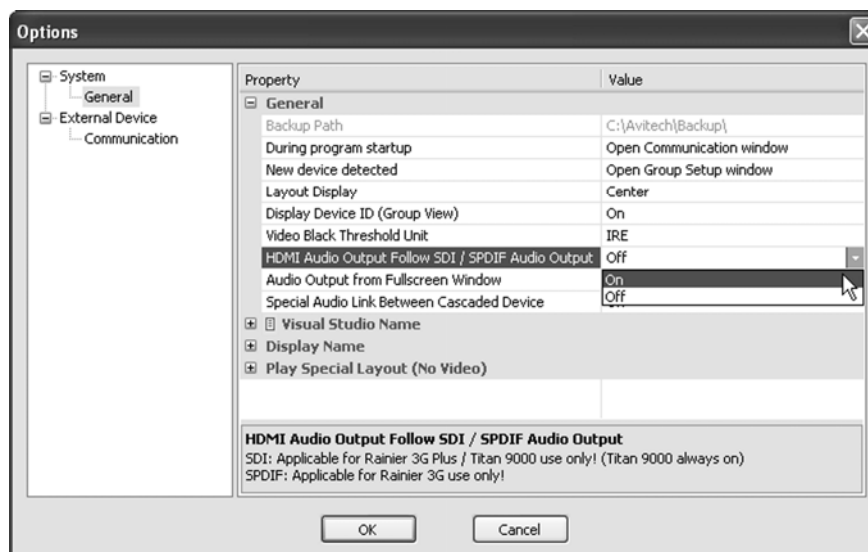 Options
System
General
External Device
Communication
Property Value
General
Backup Path C:\Avitech\Backup\
During program startup Open Communication window
New device detected Open Group Setup window
Layout Display Center
Display Device ID (Group View) On
Video Black Threshold Unit IRE
HDMI Audio Output Follow SDI / SPDIF Audio Output Off
Audio Output from Fullscreen Window On
Special Audio Link Between Cascaded Device Off
Visual Studio Name
Display Name
Play Special Layout (No Video)
HDMI Audio Output Follow SDI / SPDIF Audio Output
SDI: Applicable for Rainier 3G Plus / Titan 9000 use only! (Titan 9000 always on)
SPDIF: Applicable for Rainier 3G use only!
OK Cancel